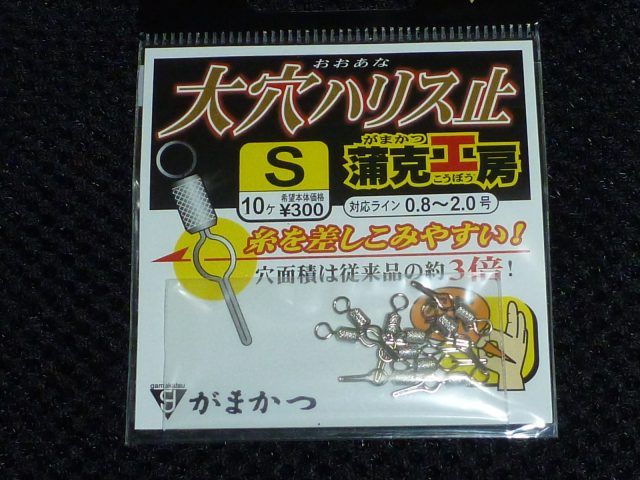 おおあな
大穴ハリス止
S
10ヶ 希望本体価格 ¥300
がまかつ
蒲克工房
こうぼう
対応ライン 0.8〜2.0号
糸を差しこみやすい!
穴面積は従来品の約3倍!
gamakatsu
がまかつ